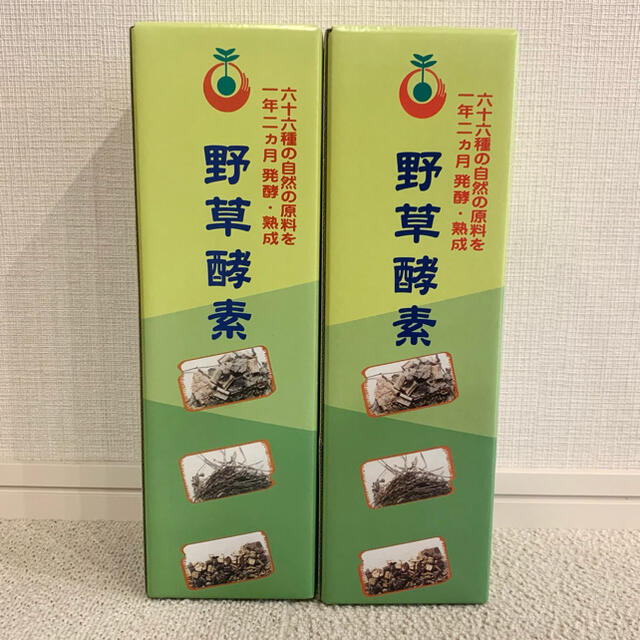 六十六種の自然の原料を
一年二ヵ月 発酵・熟成
野草酵素
六十六種の自然の原料を
一年二ヵ月 発酵・熟成
野草酵素